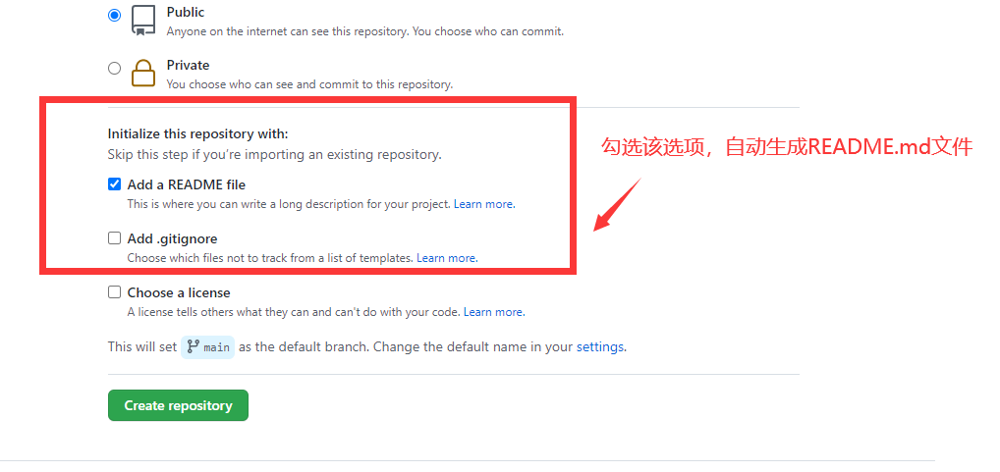 Public
Anyone on the internet can see this repository. You choose who can commit.
Private
You choose who can see and commit to this repository.
Initialize this repository with:
Skip this step if you're importing an existing repository.
勾选该选项，自动生成README.md文件
Add a README file
This is where you can write a long description for your project. Learn more.
Add .gitignore
Choose which files not to track from a list of templates. Learn more.
Choose a license
A license tells others what they can and can't do with your code. Learn more.
This will set main as the default branch. Change the default name in your settings.
Create repository